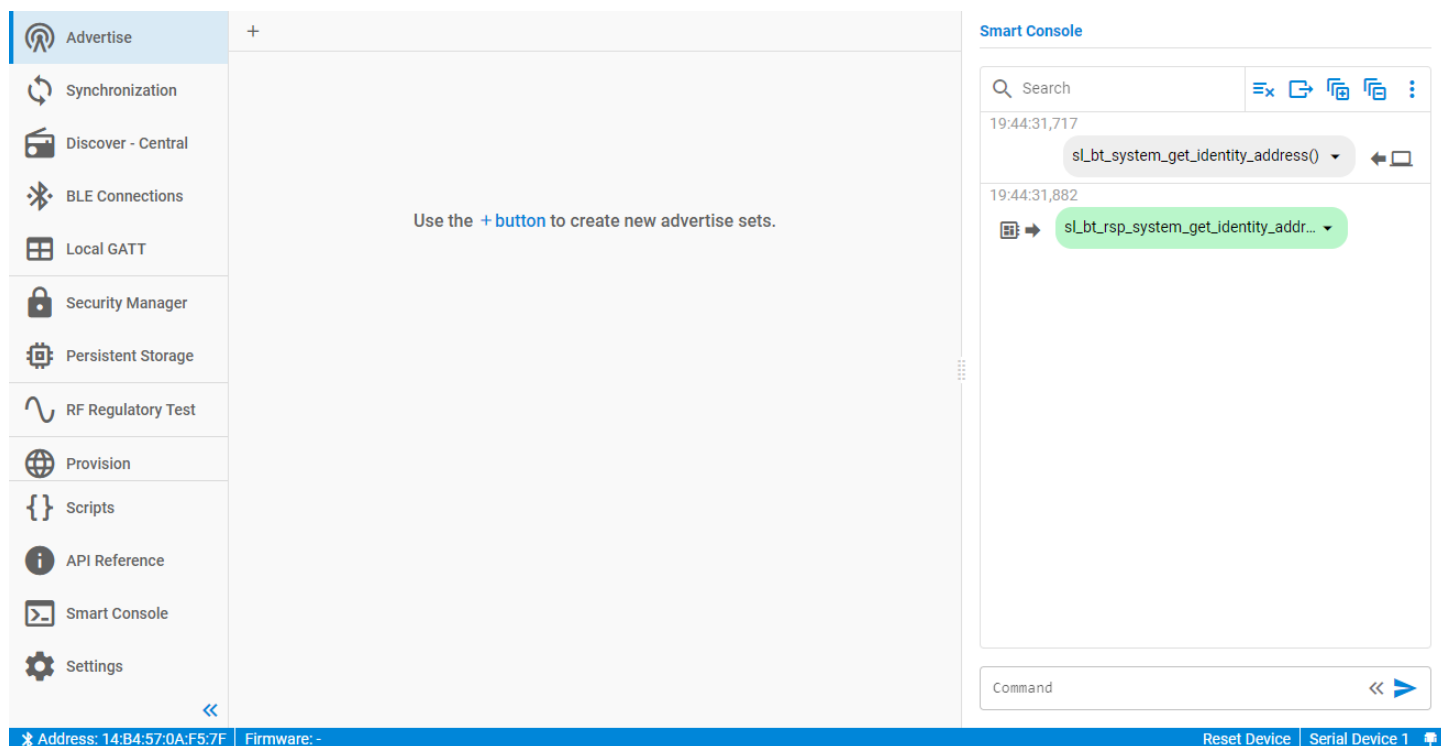 Advertise
Synchronization
Discover - Central
BLE Connections
Local GATT
Security Manager
Persistent Storage
RF Regulatory Test
Provision
Scripts
API Reference
Smart Console
Settings
+
Use the + button to create new advertise sets.
Smart Console
Search
19:44:31,717
sl_bt_system_get_identity_address()
19:44:31,882
sl_bt_rsp_system_get_identity_addr...
Command
Address: 14:B4:57:0A:F5:7F Firmware: - Reset Device Serial Device 1